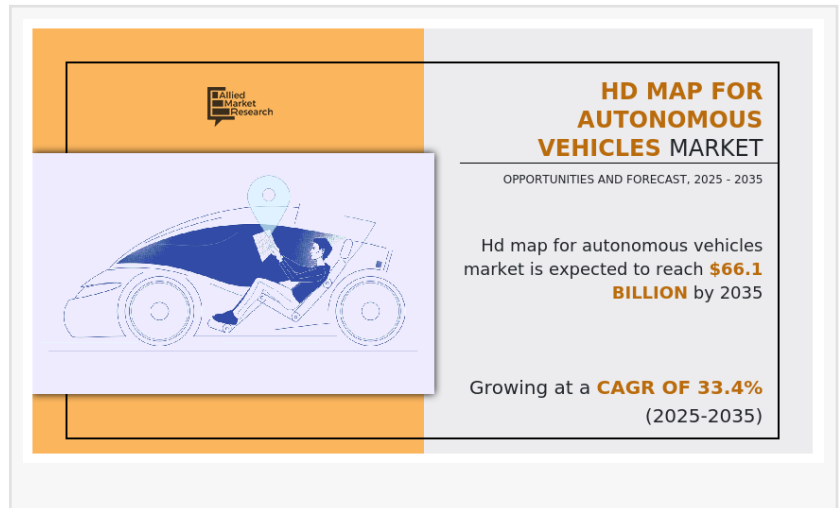 Allied
Market
Research
HD MAP FOR
AUTONOMOUS
VEHICLES MARKET
OPPORTUNITIES AND FORECAST, 2025 - 2035
Hd map for autonomous vehicles
market is expected to reach $66.1
BILLION by 2035
Growing at a CAGR OF 33.4%
(2025-2035)